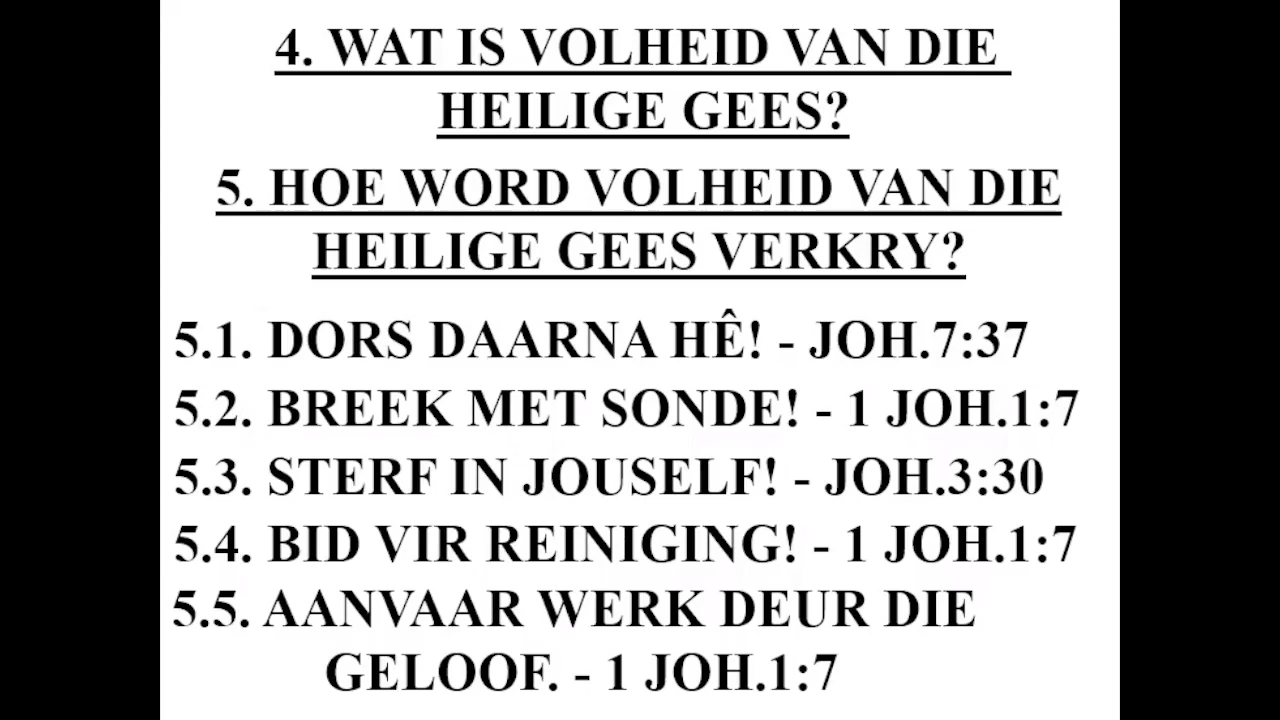 4. WAT IS VOLHEID VAN DIE
HEILIGE GEES?
5. HOE WORD VOLHEID VAN DIE
HEILIGE GEES VERKRY?
5.1. DORS DAARNA HÊ! - JOH.7:37
5.2. BREEK MET SONDE! - 1 JOH.1:7
5.3. STERF IN JOUSELF! - JOH.3:30
5.4. BID VIR REINIGING! - 1 JOH.1:7
5.5. AANVAAR WERK DEUR DIE
GELOOF. - 1 JOH.1:7